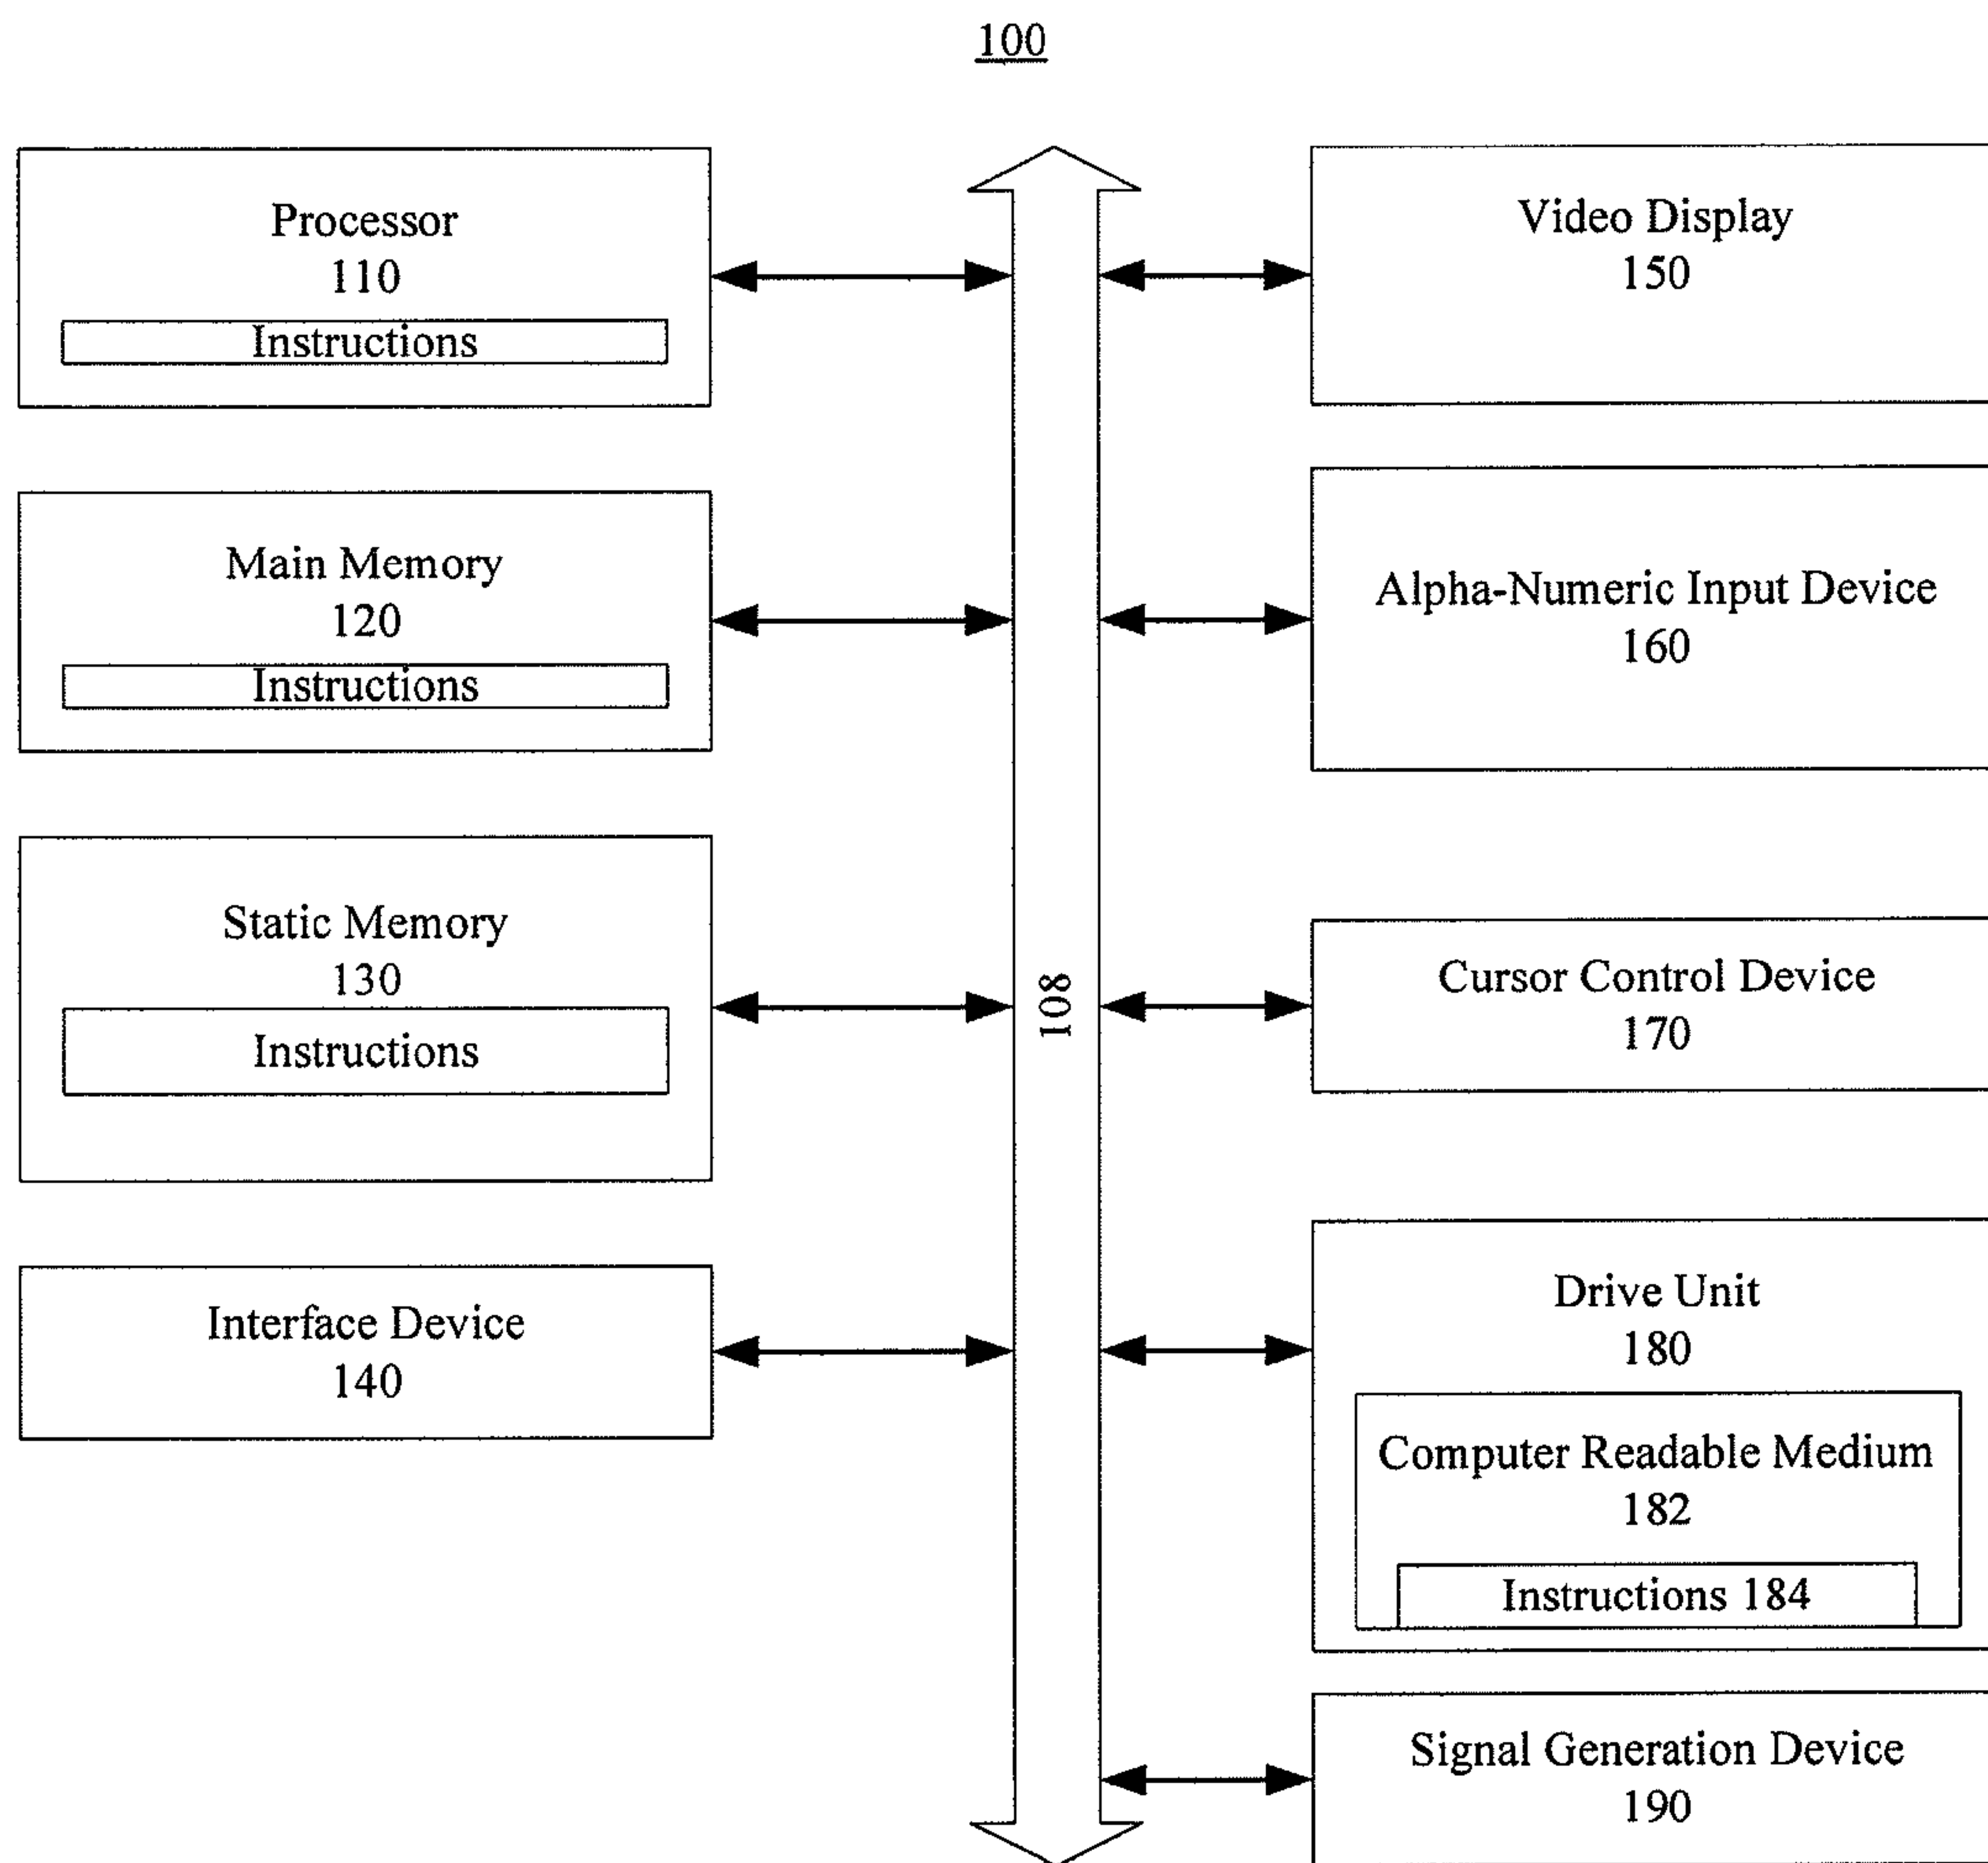 100
Processor
110
Instructions
Main Memory
120
Instructions
Static Memory
130
Instructions
Interface Device
140
108
Video Display
150
Alpha-Numeric Input Device
160
Cursor Control Device
170
Drive Unit
180
Computer Readable Medium
182
Instructions 184
Signal Generation Device
190